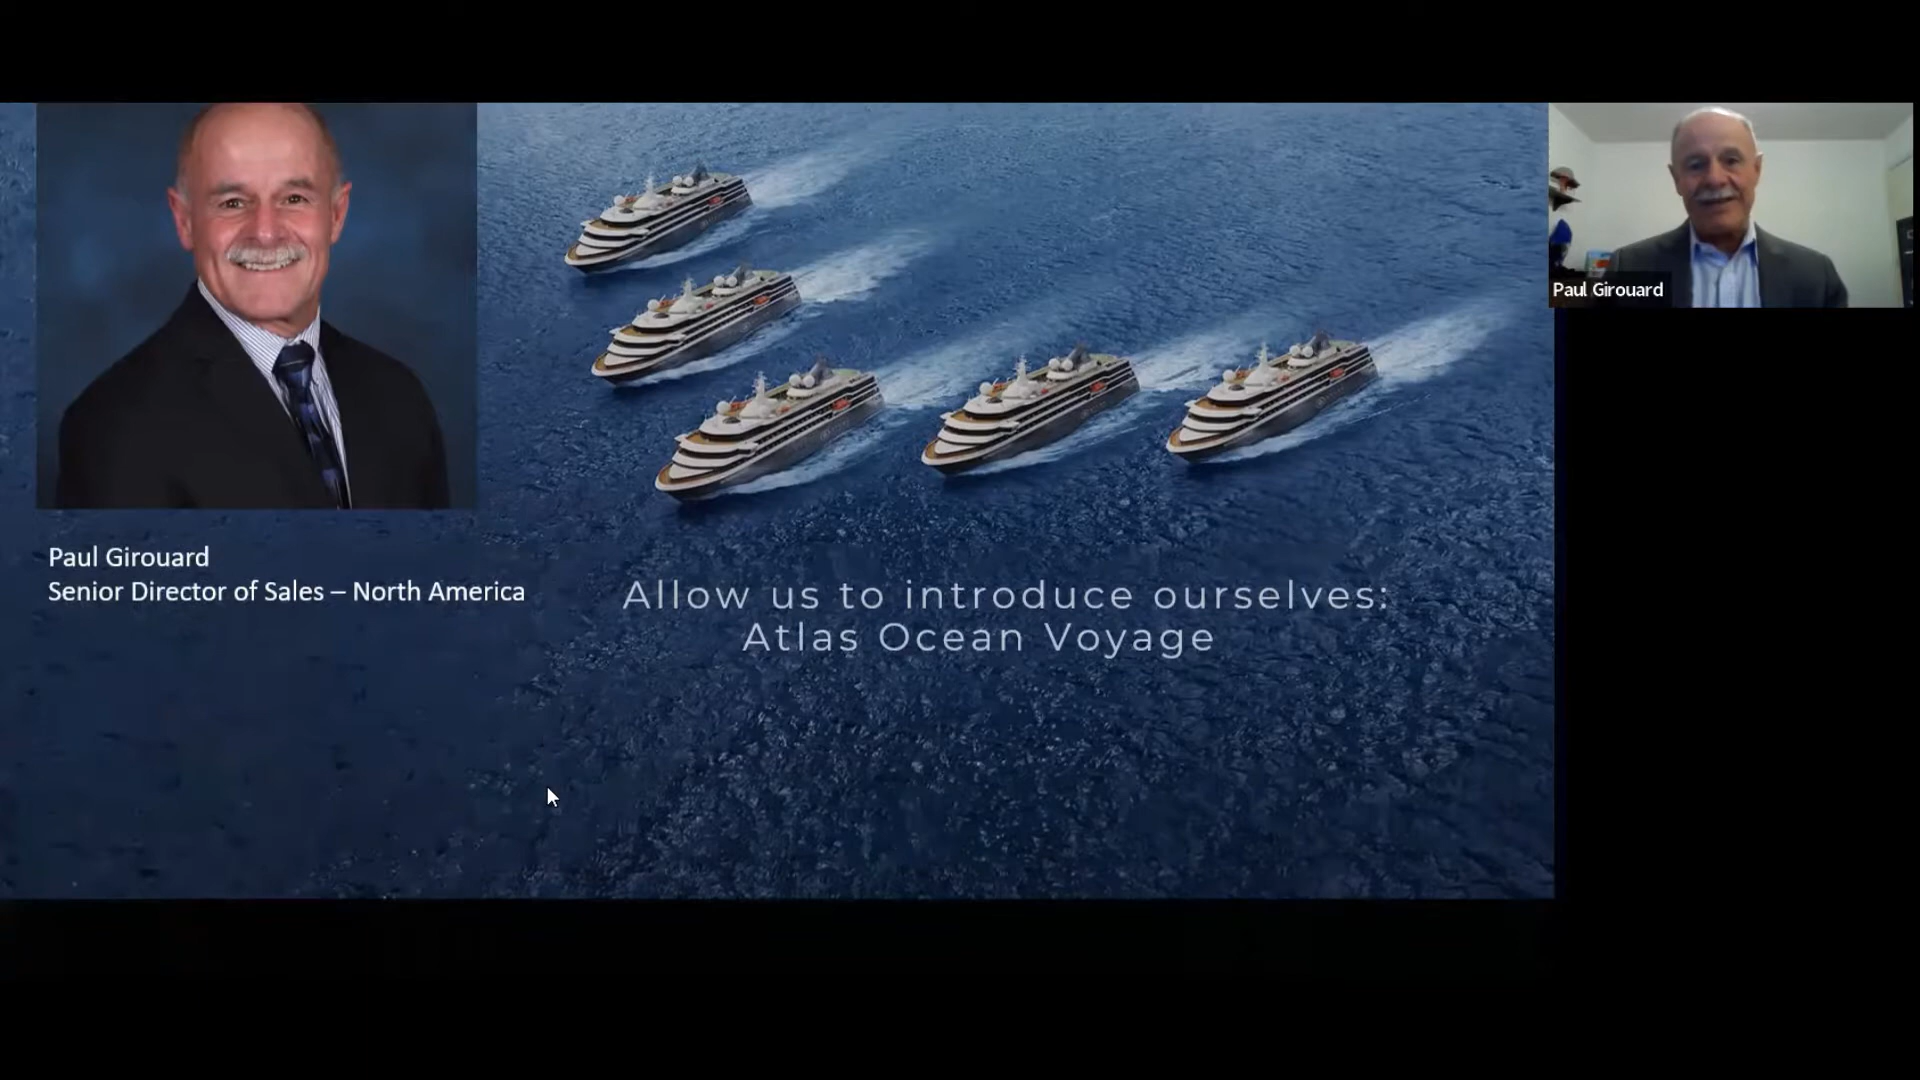 Paul Girouard
Senior Director of Sales – North America
Allow us to introduce ourselves:
Atlas Ocean Voyage
Paul Girouard